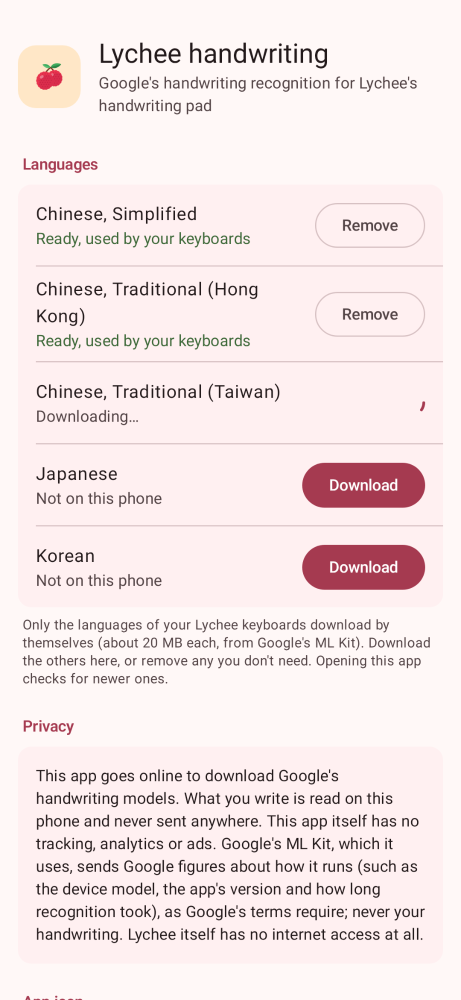 Lychee handwriting
Google's handwriting recognition for Lychee's
handwriting pad
Languages
Chinese, Simplified
Ready, used by your keyboards
Remove
Chinese, Traditional (Hong
Kong)
Ready, used by your keyboards
Remove
Chinese, Traditional (Taiwan)
Downloading…
Japanese
Not on this phone
Download
Korean
Not on this phone
Download
Only the languages of your Lychee keyboards download by
themselves (about 20 MB each, from Google's ML Kit). Download
the others here, or remove any you don't need. Opening this app
checks for newer ones.
Privacy
This app goes online to download Google's
handwriting models. What you write is read on this
phone and never sent anywhere. This app itself has no
tracking, analytics or ads. Google's ML Kit, which it
uses, sends Google figures about how it runs (such as
the device model, the app's version and how long
recognition took), as Google's terms require; never your
handwriting. Lychee itself has no internet access at all.
App icon